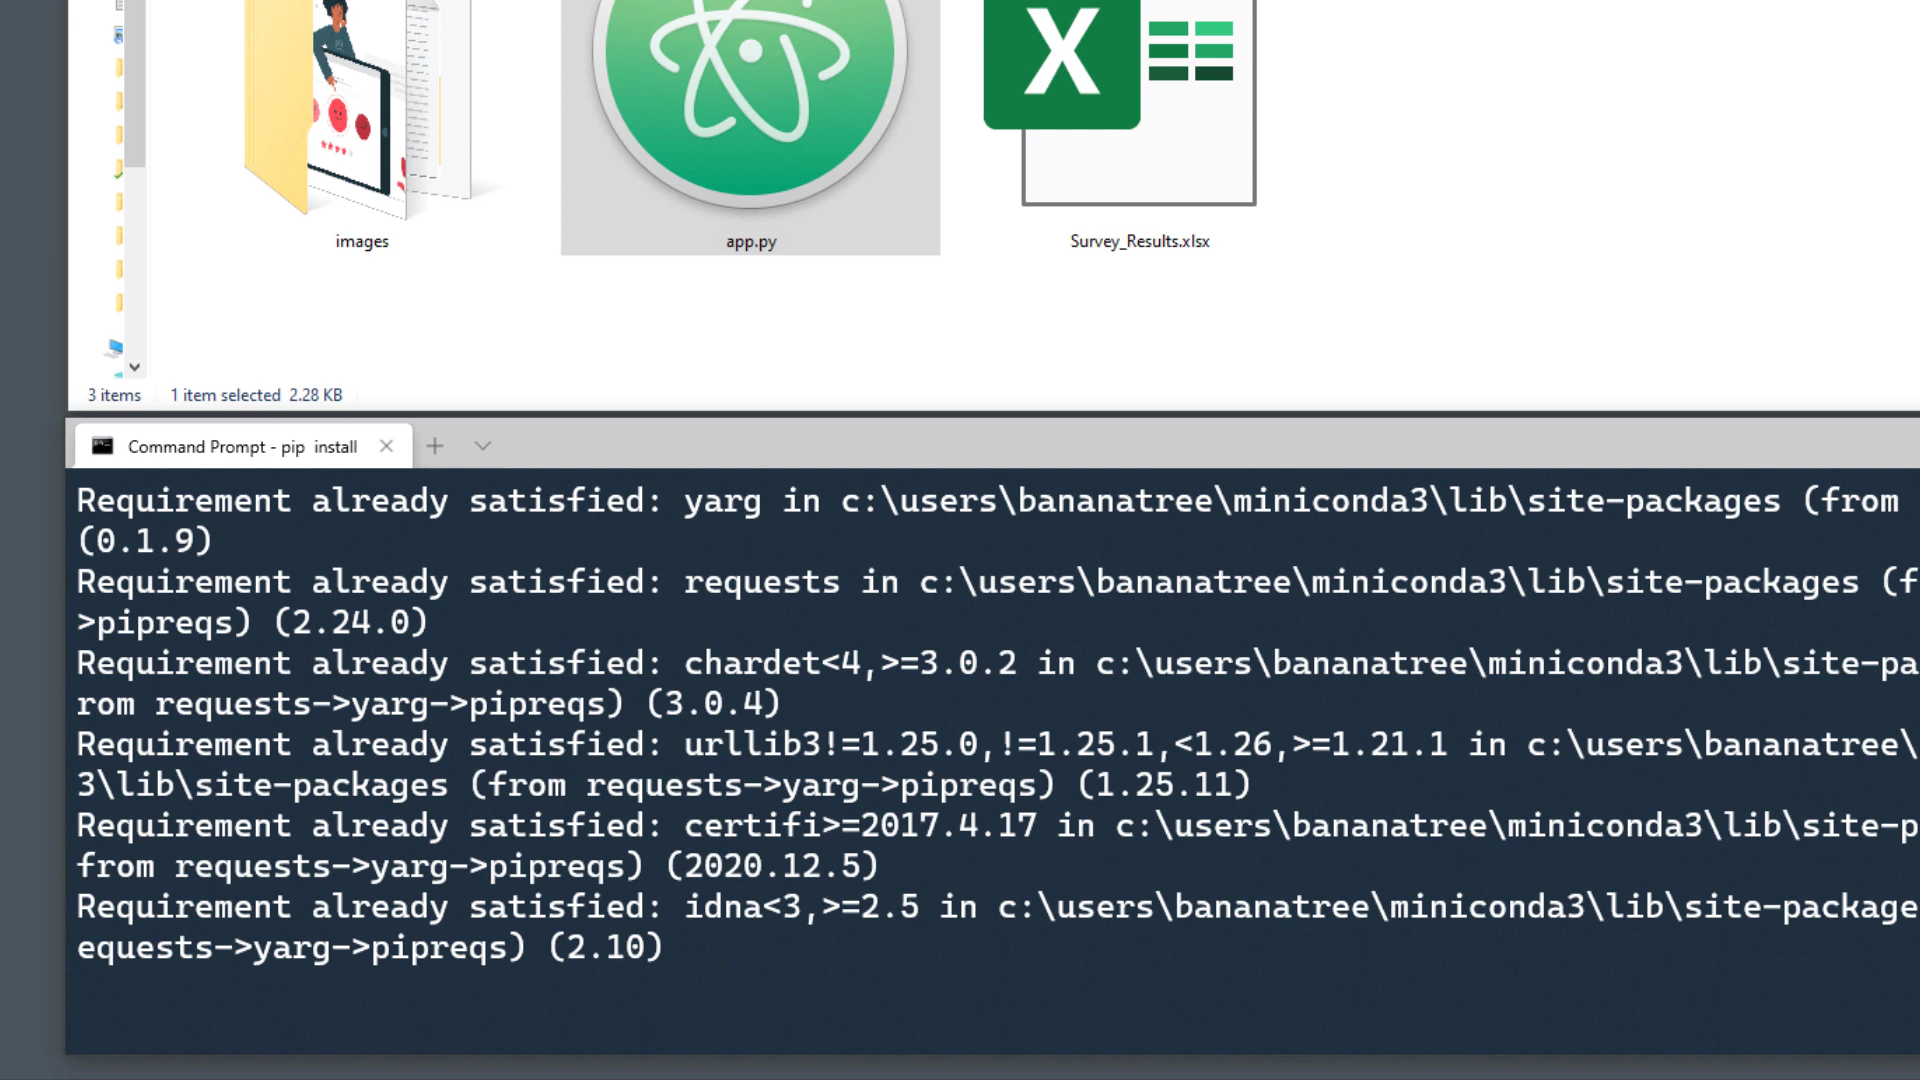 images
app.py
Survey_Results.xlsx
3 items
1 item selected 2.28 KB
Command Prompt - pip install
Requirement already satisfied: yarg in c:\users\bananatree\miniconda3\lib\site-packages (from
(0.1.9)
Requirement already satisfied: requests in c:\users\bananatree\miniconda3\lib\site-packages (f
>pipreqs) (2.24.0)
Requirement already satisfied: chardet<4,>=3.0.2 in c:\users\bananatree\miniconda3\lib\site-pa
rom requests->yarg->pipreqs) (3.0.4)
Requirement already satisfied: urllib3!=1.25.0,!=1.25.1,<1.26,>=1.21.1 in c:\users\bananatree\
3\lib\site-packages (from requests->yarg->pipreqs) (1.25.11)
Requirement already satisfied: certifi>=2017.4.17 in c:\users\bananatree\miniconda3\lib\site-p
from requests->yarg->pipreqs) (2020.12.5)
Requirement already satisfied: idna<3,>=2.5 in c:\users\bananatree\miniconda3\lib\site-package
equests->yarg->pipreqs) (2.10)